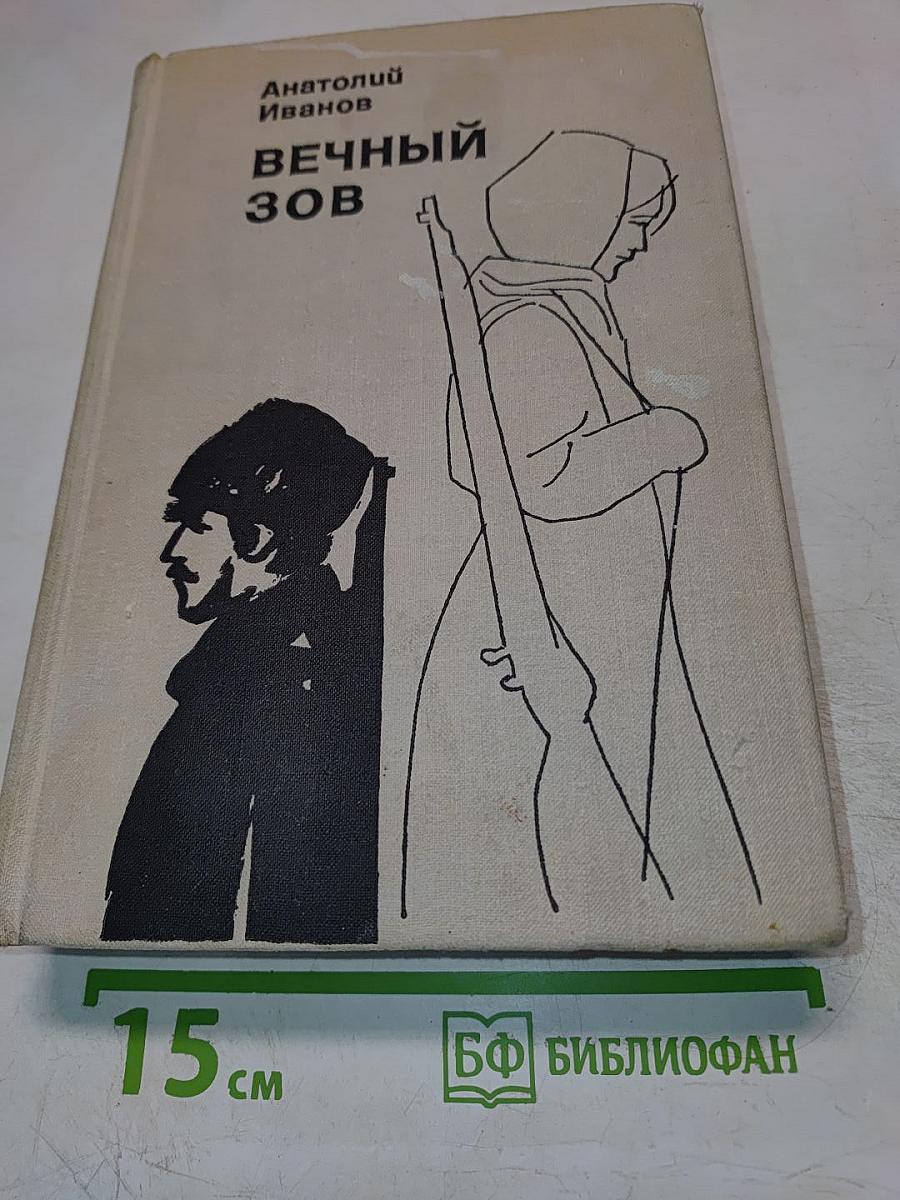 Анатолий
Иванов
ВЕЧНЫЙ
ЗОВ
15 см
БФ БИБЛИОФАН